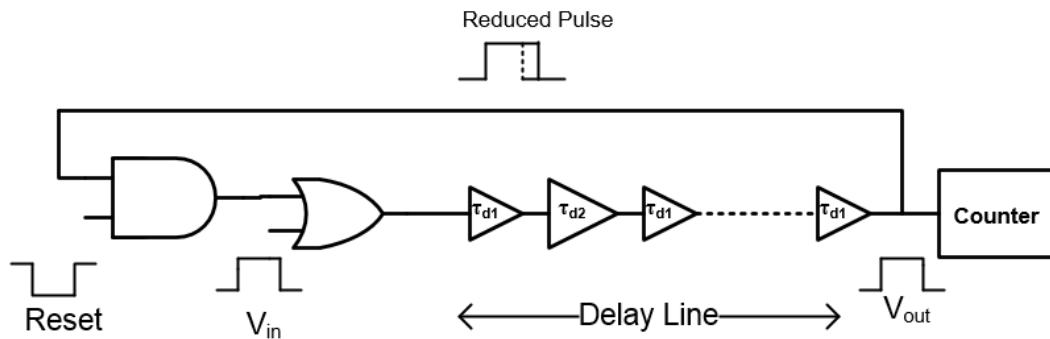 Reduced Pulse
τd1 τd2 τd1 τd1
Counter
Reset
Vin
Delay Line
Vout